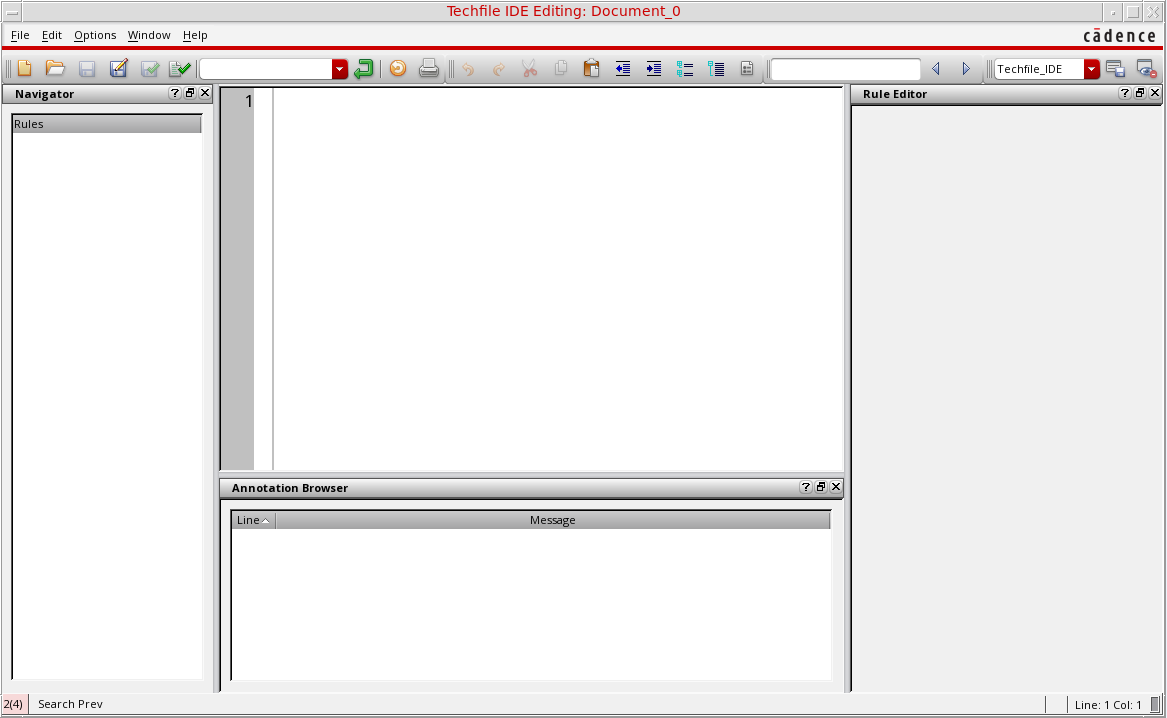 Techfile IDE Editing: Document_0
File Edit Options Window Help
cādence
Techfile_IDE
Navigator
Rules
1
Rule Editor
Annotation Browser
Line Message
2(4) Search Prev
Line: 1 Col: 1